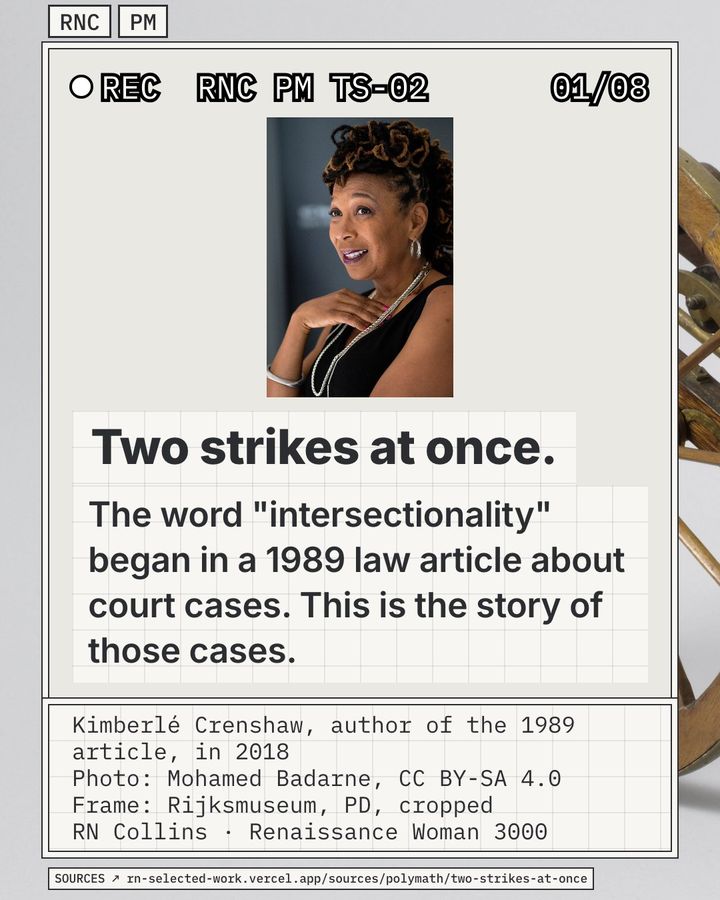 RNC PM
REC RNC PM TS-02 01/08
Two strikes at once.
The word "intersectionality"
began in a 1989 law article about
court cases. This is the story of
those cases.
Kimberlé Crenshaw, author of the 1989
article, in 2018
Photo: Mohamed Badarne, CC BY-SA 4.0
Frame: Rijksmuseum, PD, cropped
RN Collins · Renaissance Woman 3000
SOURCES ↗ rn-selected-work.vercel.app/sources/polymath/two-strikes-at-once